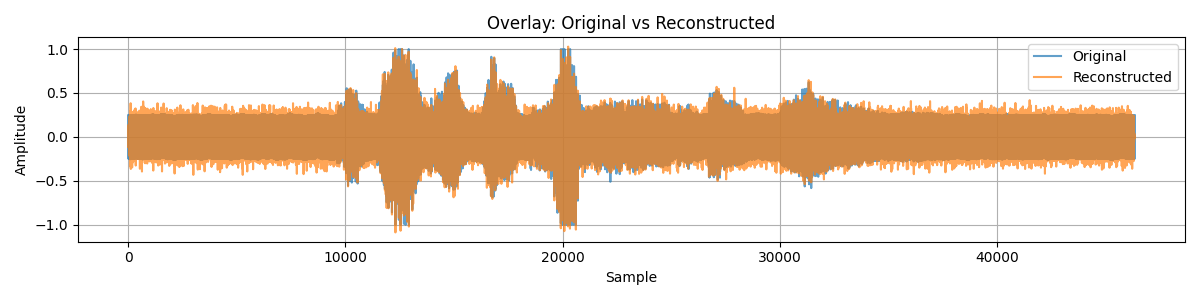 Overlay: Original vs Reconstructed
Original
Reconstructed
Amplitude
1.0
0.5
0.0
−0.5
−1.0
0 10000 20000 30000 40000
Sample